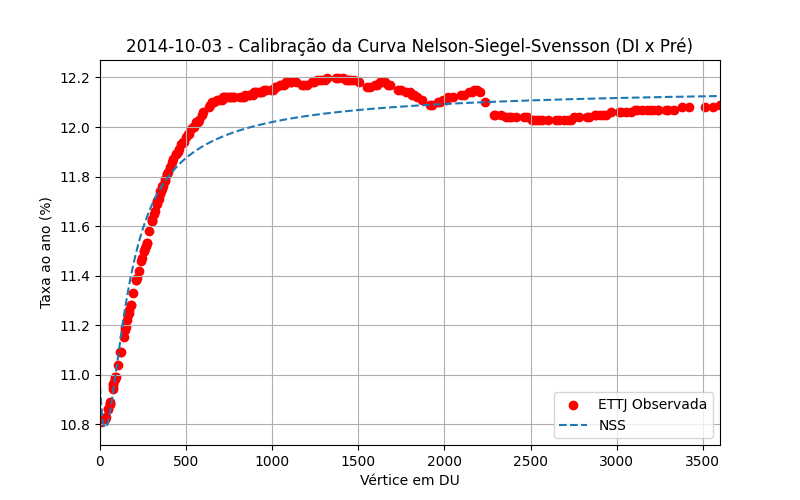 2014-10-03 - Calibração da Curva Nelson-Siegel-Svensson (DI x Pré)
Taxa ao ano (%)
12.2
12.0
11.8
11.6
11.4
11.2
11.0
10.8
ETTJ Observada
NSS
0 500 1000 1500 2000 2500 3000 3500
Vértice em DU